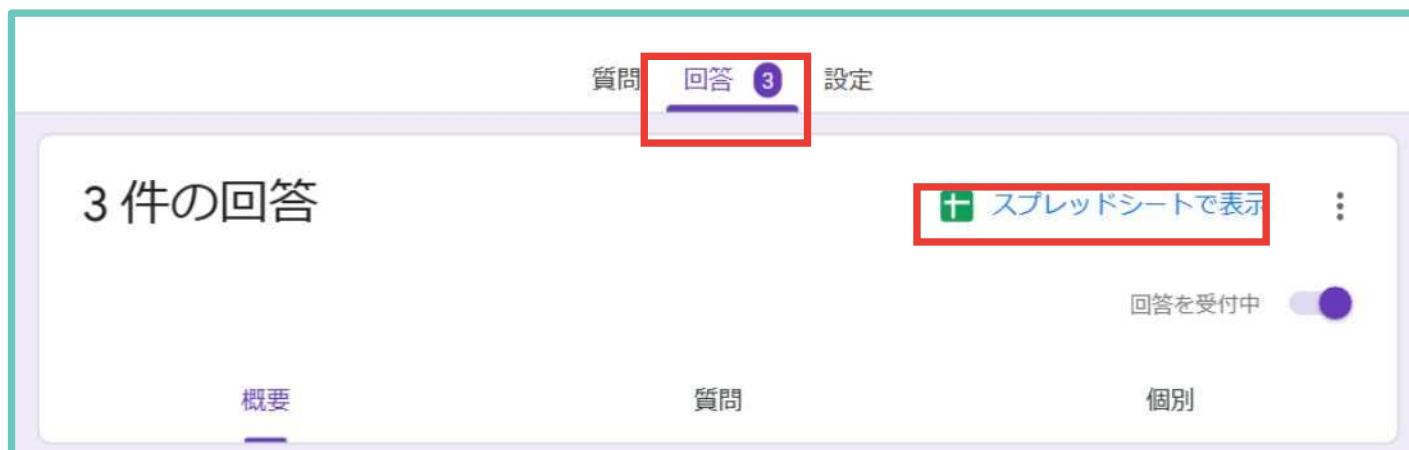 質問 回答 3 設定
3 件の回答 スプレッドシートで表示
回答を受付中
概要 質問 個別